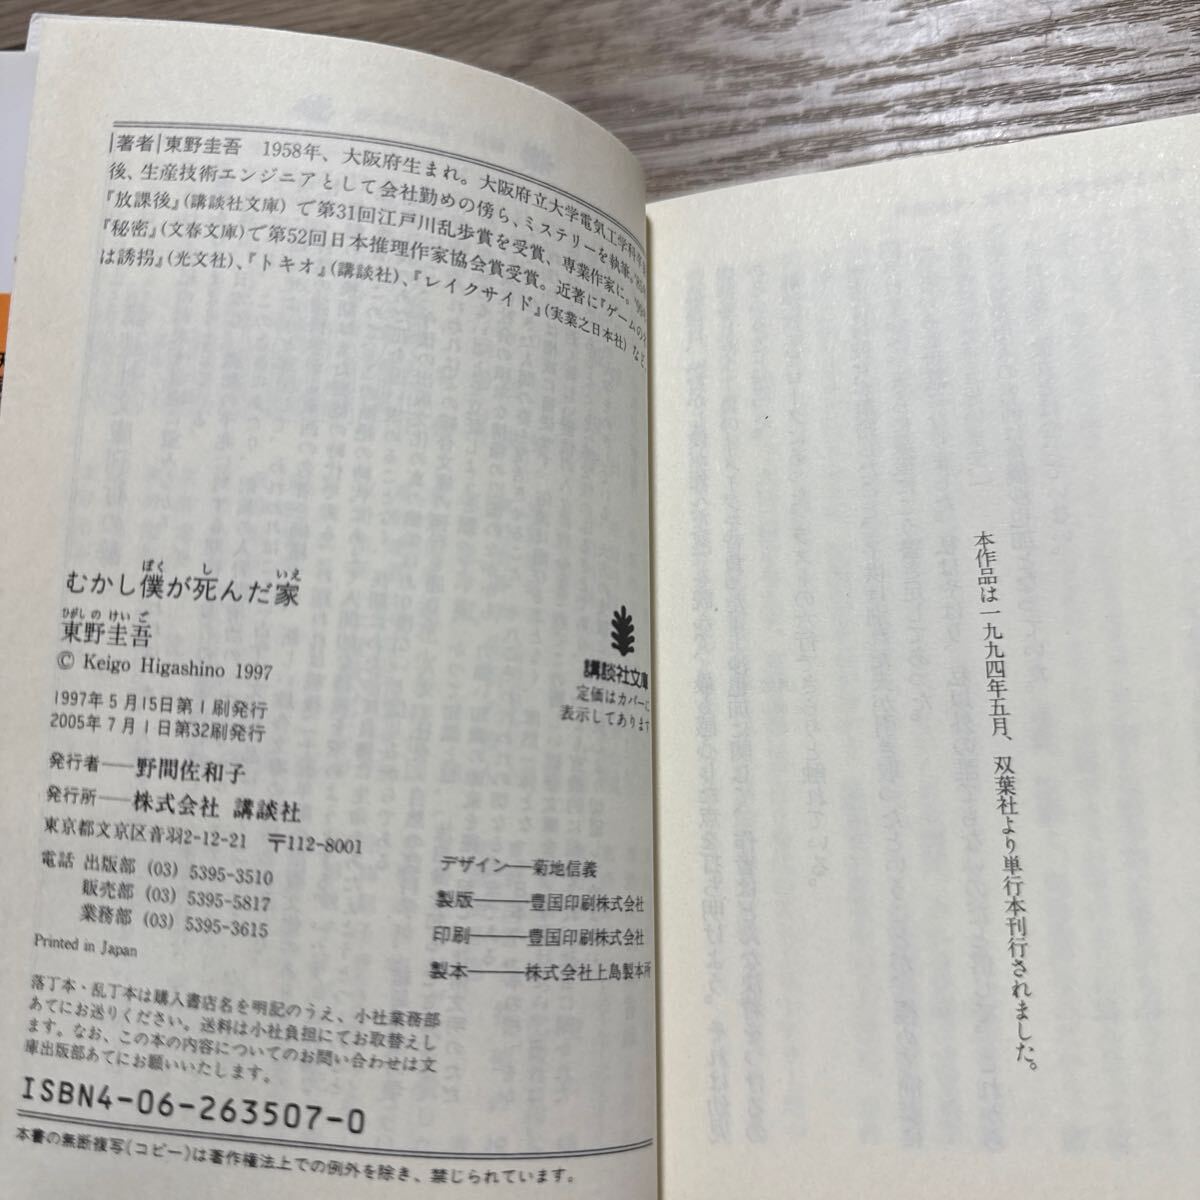 |著者|東野圭吾　1958年、大阪府生まれ。大阪府立大学電気工学科卒業
後、生産技術エンジニアとして会社勤めの傍ら、ミステリーを執筆。
『放課後』(講談社文庫)で第31回江戸川乱歩賞を受賞、専業作家に。
『秘密』(文春文庫)で第52回日本推理作家協会賞受賞。近著に『ゲームの
は誘拐』(光文社)、『トキオ』(講談社)、『レイクサイド』(実業之日本社)など。
ぼく　し　いえ
むかし僕が死んだ家
ひがしの けい ご
東野圭吾
© Keigo Higashino 1997
1997年5月15日第1刷発行
2005年7月1日第32刷発行
講談社文庫
定価はカバーに
表示してあります
発行者──野間佐和子
発行所──株式会社 講談社
東京都文京区音羽2-12-21　〒112-8001
電話 出版部 (03) 5395-3510
販売部 (03) 5395-5817
業務部 (03) 5395-3615
Printed in Japan
デザイン─菊地信義
製版───豊国印刷株式会社
印刷───豊国印刷株式会社
製本───株式会社上島製本所
落丁本・乱丁本は購入書店名を明記のうえ、小社業務部
あてにお送りください。送料は小社負担にてお取替えし
ます。なお、この本の内容についてのお問い合わせは文
庫出版部あてにお願いいたします。
ISBN4-06-263507-0
本書の無断複写(コピー)は著作権法上での例外を除き、禁じられています。
本作品は一九九四年五月、双葉社より単行本刊行されました。